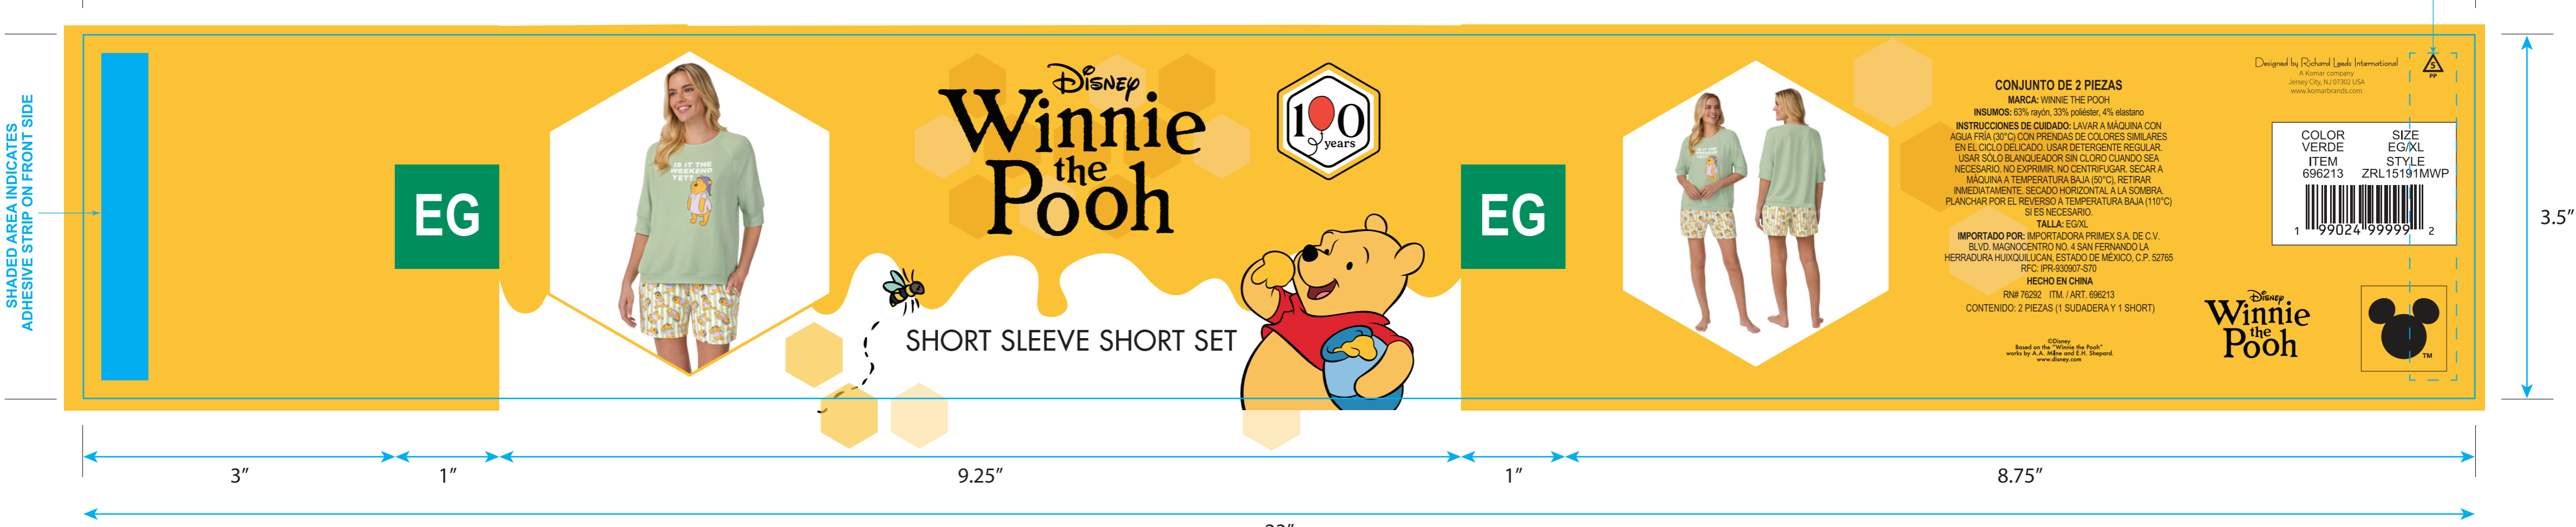 SHADED AREA INDICATES
ADHESIVE STRIP ON FRONT SIDE
EG
IS IT THE
WEEKEND
YET?
Disney
Winnie
the
Pooh
100
years
SHORT SLEEVE SHORT SET
EG
IS IT THE
WEEKEND
YET?
CONJUNTO DE 2 PIEZAS
MARCA: WINNIE THE POOH
INSUMOS: 63% rayón, 33% poliéster, 4% elastano
INSTRUCCIONES DE CUIDADO: LAVAR A MÁQUINA CON
AGUA FRÍA (30°C) CON PRENDAS DE COLORES SIMILARES
EN EL CICLO DELICADO. USAR DETERGENTE REGULAR.
USAR SÓLO BLANQUEADOR SIN CLORO CUANDO SEA
NECESARIO. NO EXPRIMIR. NO CENTRIFUGAR. SECAR A
MÁQUINA A TEMPERATURA BAJA (50°C), RETIRAR
INMEDIATAMENTE. SECADO HORIZONTAL A LA SOMBRA.
PLANCHAR POR EL REVERSO A TEMPERATURA BAJA (110°C)
SI ES NECESARIO.
TALLA: EG/XL
IMPORTADO POR: IMPORTADORA PRIMEX S.A. DE C.V.
BLVD. MAGNOCENTRO NO. 4 SAN FERNANDO LA
HERRADURA HUIXQUILUCAN, ESTADO DE MÉXICO, C.P. 52765
RFC: IPR-930907-S70
HECHO EN CHINA
RN# 76292 ITM. / ART. 696213
CONTENIDO: 2 PIEZAS (1 SUDADERA Y 1 SHORT)
©Disney
Based on the "Winnie the Pooh"
works by A.A. Milne and E.H. Shepard.
www.disney.com
Designed by Richard Leeds International
A Komar company
Jersey City, NJ 07302 USA
www.komarbrands.com
5
PP
COLOR SIZE
VERDE EG/XL
ITEM STYLE
696213 ZRL15191MWP
1 99024 99999 2
Disney
Winnie
the
Pooh
TM
3.5"
3" 1" 9.25" 1" 8.75"